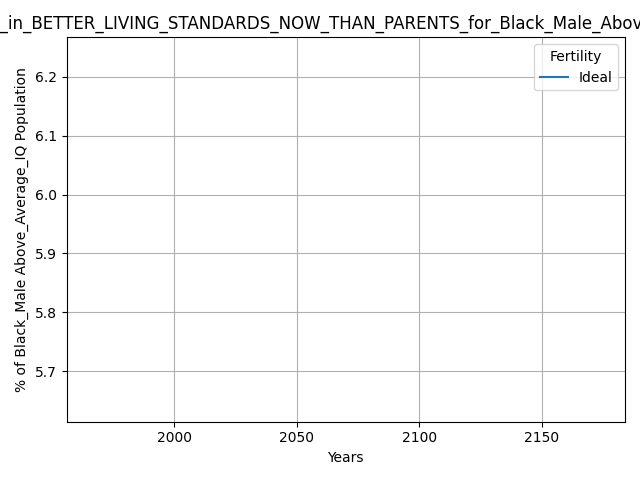 _in_BETTER_LIVING_STANDARDS_NOW_THAN_PARENTS_for_Black_Male_Abov
Fertility
Ideal
% of Black_Male Above_Average_IQ Population
6.2
6.1
6.0
5.9
5.8
5.7
2000 2050 2100 2150
Years